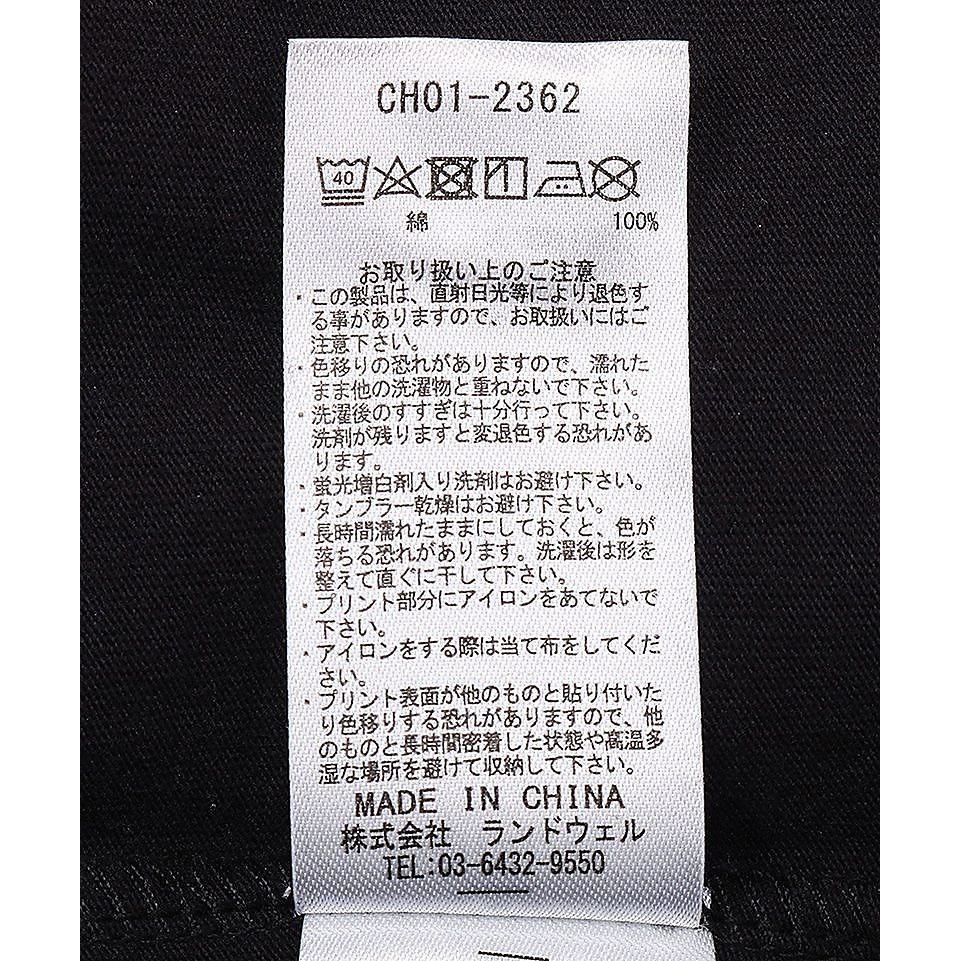 CH01-2362
40
綿 100%
お取り扱い上のご注意
・この製品は、直射日光等により退色す
る事がありますので、お取扱いにはご
注意下さい。
・色移りの恐れがありますので、濡れた
まま他の洗濯物と重ねないで下さい。
・洗濯後のすすぎは十分行って下さい。
洗剤が残りますと変退色する恐れがあ
ります。
・蛍光増白剤入り洗剤はお避け下さい。
・タンブラー乾燥はお避け下さい。
・長時間濡れたままにしておくと、色が
落ちる恐れがあります。洗濯後は形を
整えて直ぐに干して下さい。
・プリント部分にアイロンをあてないで
下さい。
・アイロンをする際は当て布をしてくだ
さい。
・プリント表面が他のものと貼り付いた
り色移りする恐れがありますので、他
のものと長時間密着した状態や高温多
湿な場所を避けて収納して下さい。
MADE IN CHINA
株式会社 ランドウェル
TEL:03-6432-9550